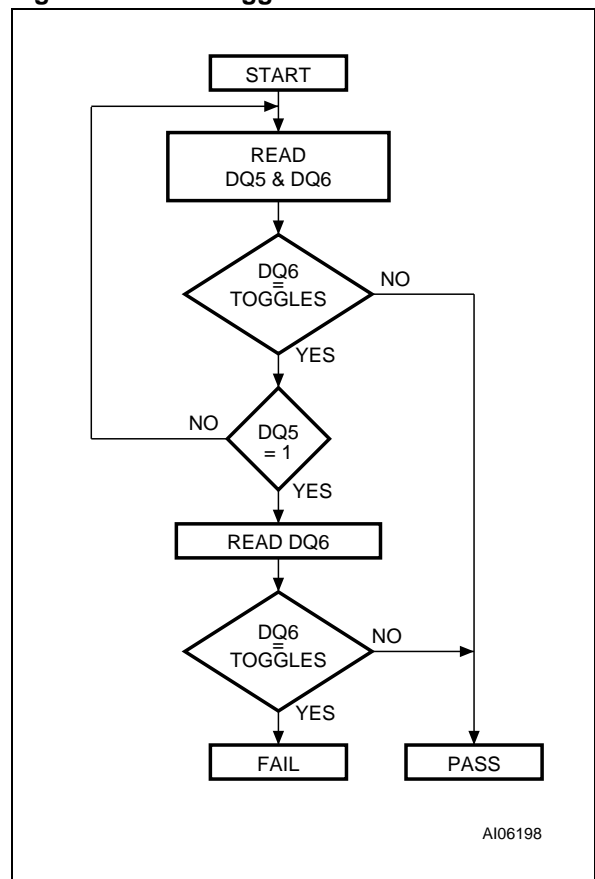 START
READ
DQ5 & DQ6
DQ6
=
TOGGLES
NO
YES
NO
DQ5
= 1
YES
READ DQ6
DQ6
=
TOGGLES
NO
YES
FAIL
PASS
AI06198